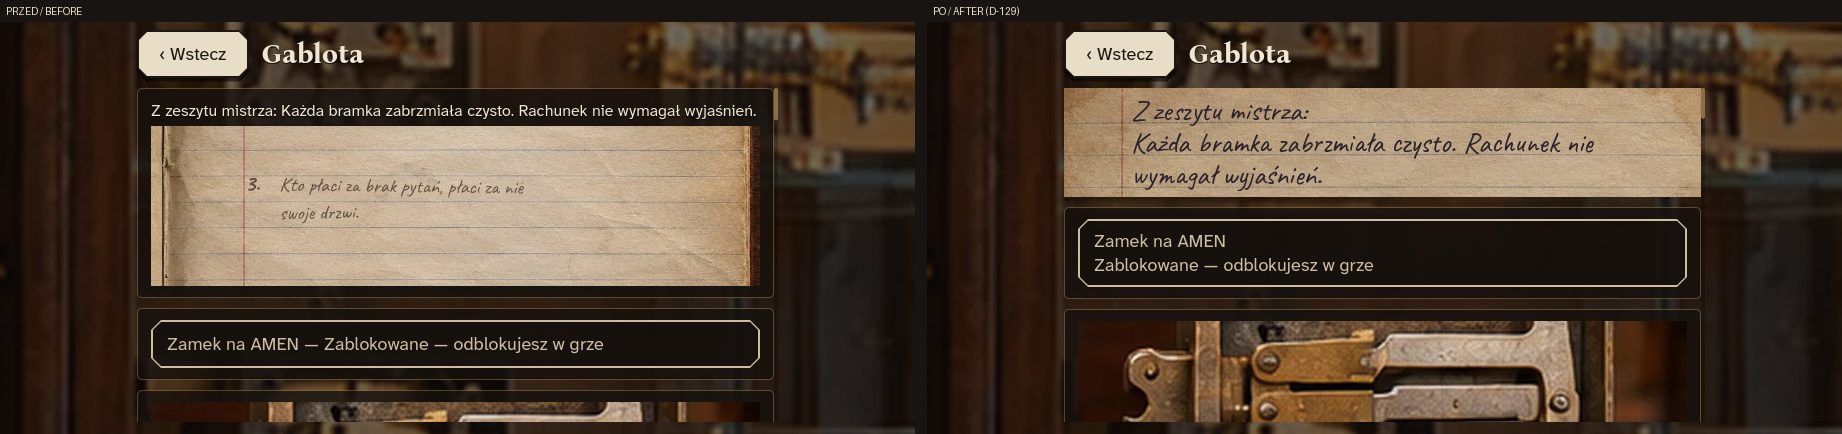 PRZED / BEFORE
‹ Wstecz
Gablota
Z zeszytu mistrza: Każda bramka zabrzmiała czysto. Rachunek nie wymagał wyjaśnień.
3. Kto płaci za brak pytań, płaci za nie
swoje drzwi.
Zamek na AMEN — Zablokowane — odblokujesz w grze
PO / AFTER (D-129)
‹ Wstecz
Gablota
Z zeszytu mistrza:
Każda bramka zabrzmiała czysto. Rachunek nie
wymagał wyjaśnień.
Zamek na AMEN
Zablokowane — odblokujesz w grze